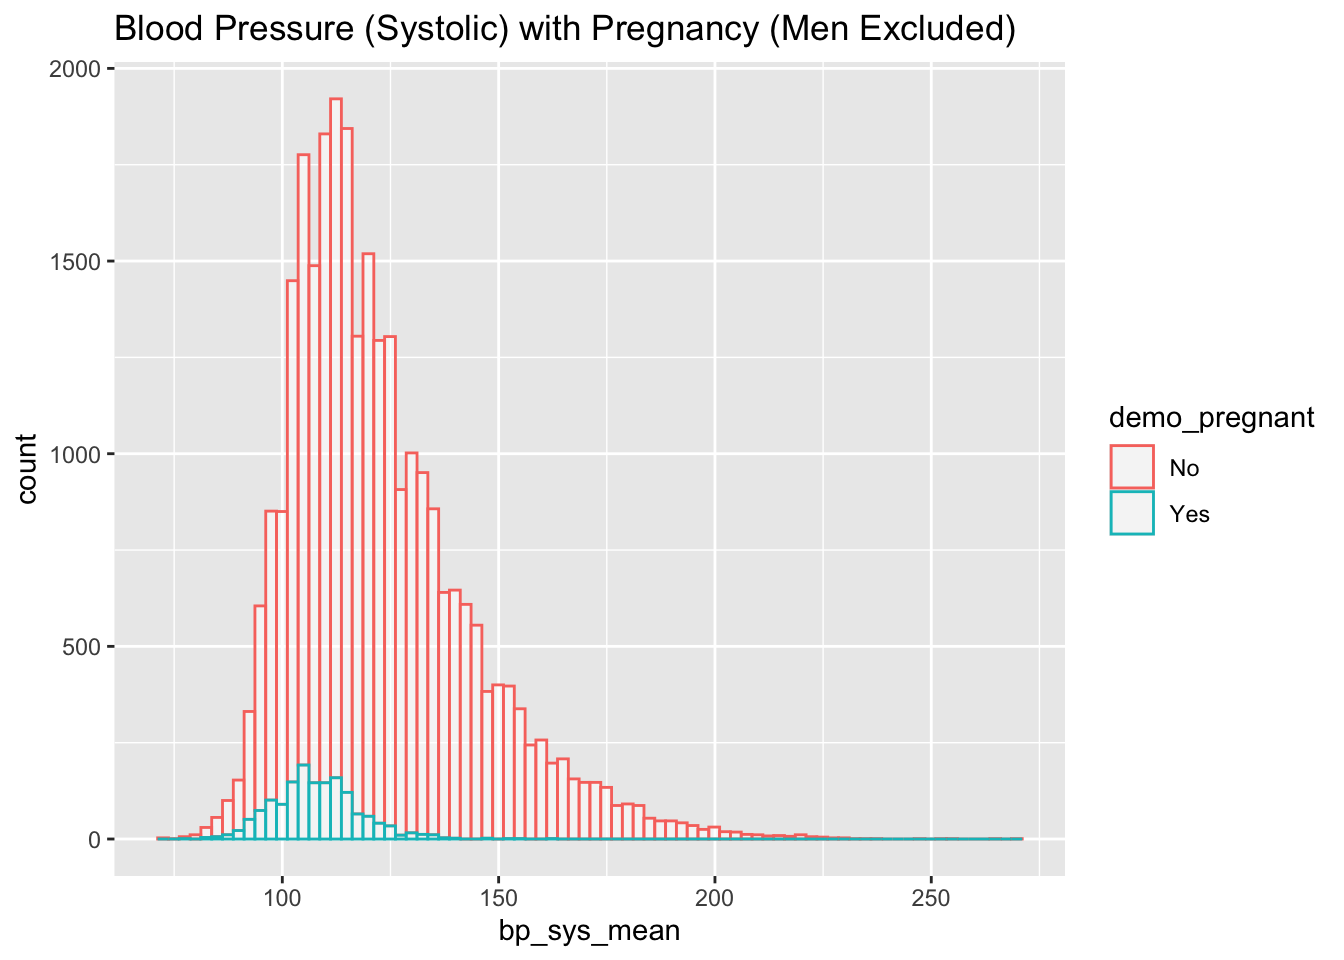 Blood Pressure (Systolic) with Pregnancy (Men Excluded)
2000
1500
1000
500
0
count
100 150 200 250
bp_sys_mean
demo_pregnant
No
Yes